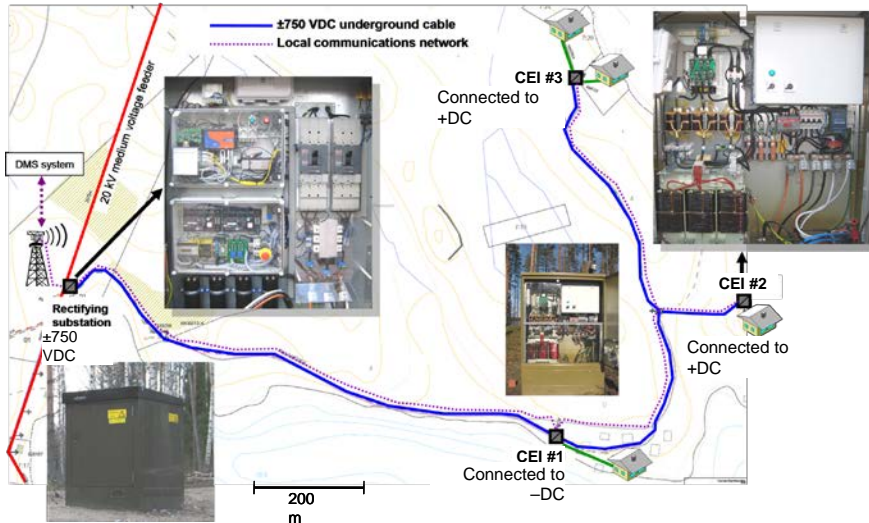 ±750 VDC underground cable
Local communications network
20 kV medium voltage feeder
DMS system
Rectifying
substation
±750
VDC
CEI #3
Connected to
+DC
CEI #2
Connected to
+DC
CEI #1
Connected to
–DC
200
m